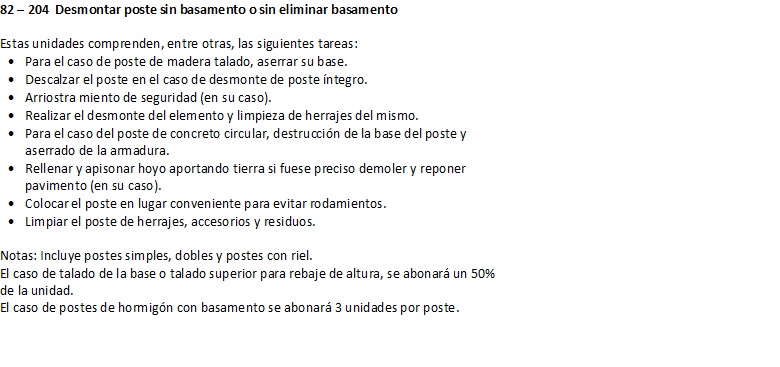 82 – 204 Desmontar poste sin basamento o sin eliminar basamento
Estas unidades comprenden, entre otras, las siguientes tareas:
• Para el caso de poste de madera talado, aserrar su base.
• Descalzar el poste en el caso de desmonte de poste íntegro.
• Arriostra miento de seguridad (en su caso).
• Realizar el desmonte del elemento y limpieza de herrajes del mismo.
• Para el caso del poste de concreto circular, destrucción de la base del poste y
aserrado de la armadura.
• Rellenar y apisonar hoyo aportando tierra si fuese preciso demoler y reponer
pavimento (en su caso).
• Colocar el poste en lugar conveniente para evitar rodamientos.
• Limpiar el poste de herrajes, accesorios y residuos.
Notas: Incluye postes simples, dobles y postes con riel.
El caso de talado de la base o talado superior para rebaje de altura, se abonará un 50%
de la unidad.
El caso de postes de hormigón con basamento se abonará 3 unidades por poste.